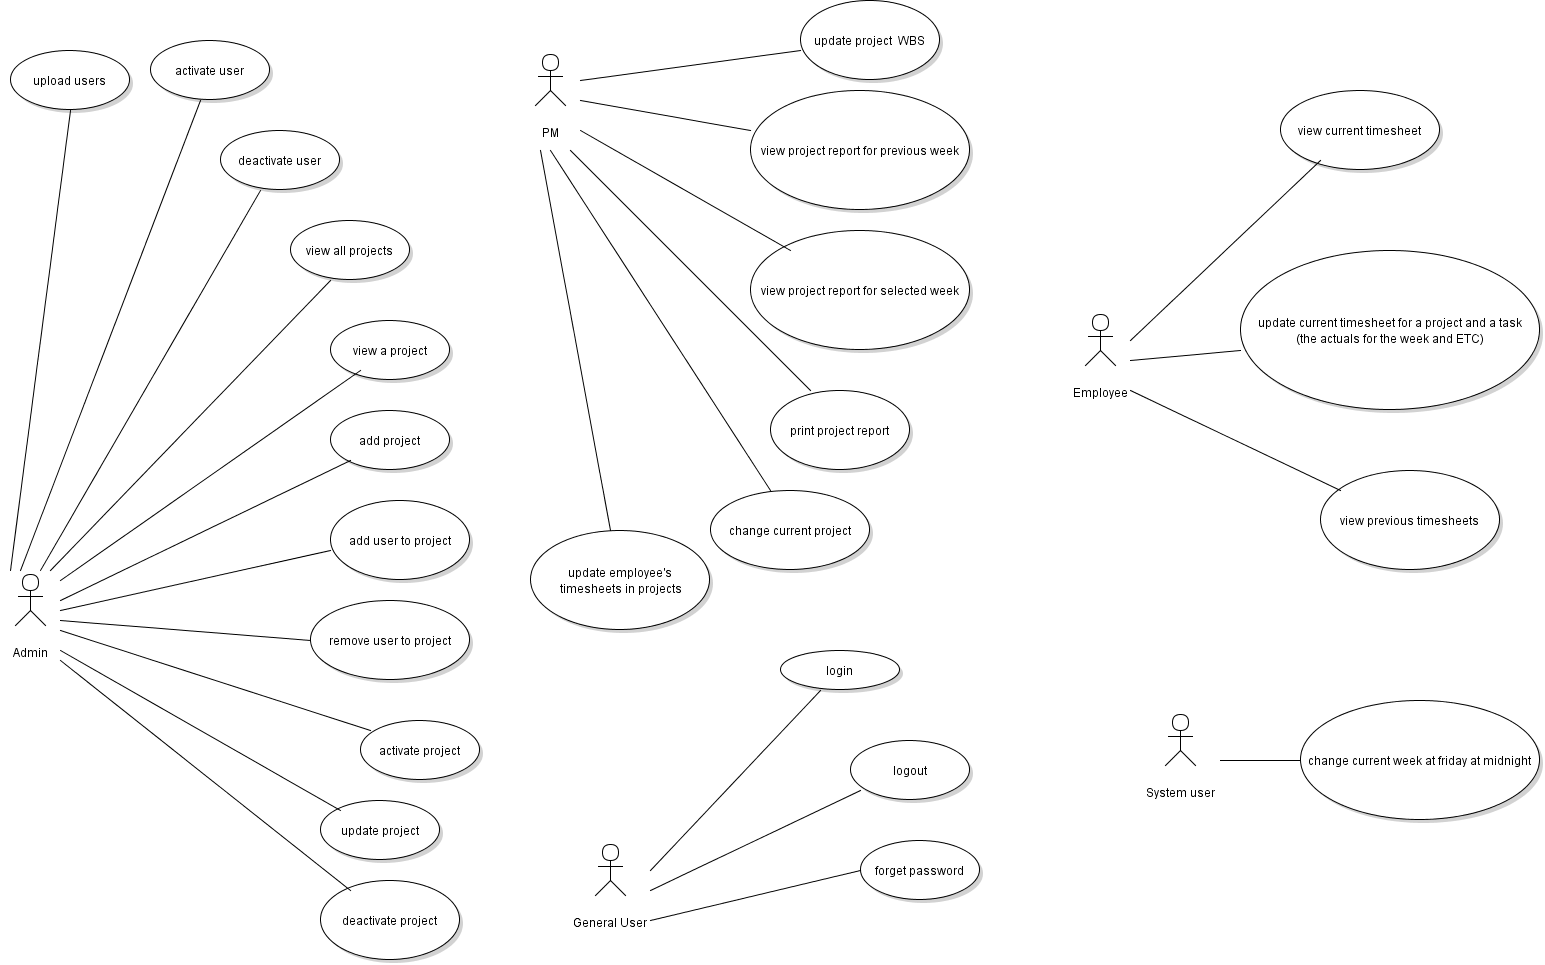 upload users
activate user
deactivate user
view all projects
view a project
add project
add user to project
remove user to project
Admin
activate project
update project
deactivate project
update project  WBS
PM
view project report for previous week
view project report for selected week
print project report
change current project
update employee's
timesheets in projects
login
logout
forget password
General User
view current timesheet
update current timesheet for a project and a task
(the actuals for the week and ETC)
Employee
view previous timesheets
System user
change current week at friday at midnight